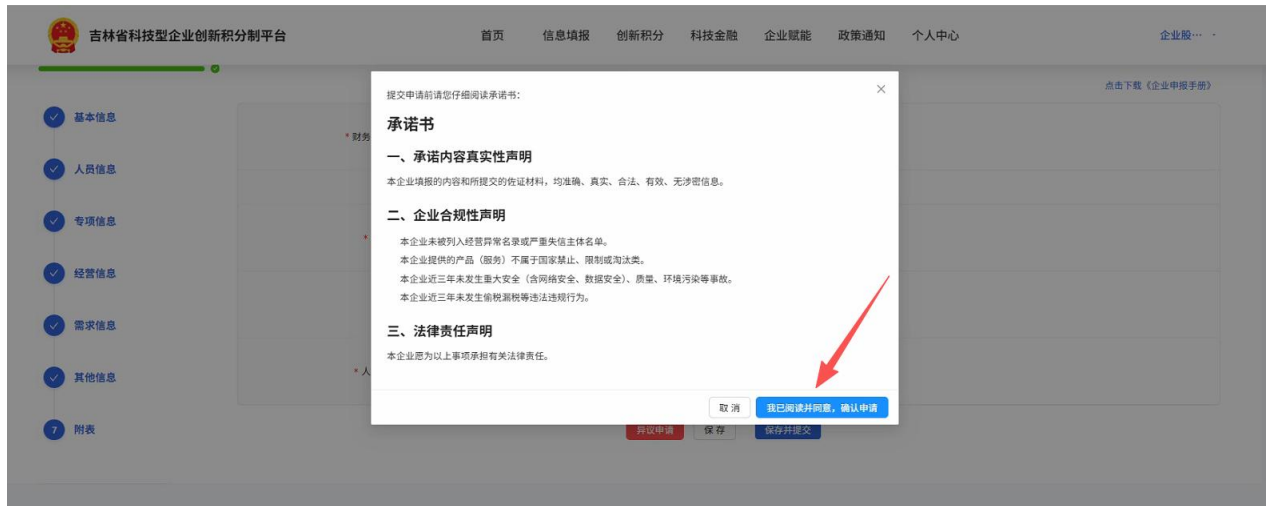 吉林省科技型企业创新积分制平台
首页 信息填报 创新积分 科技金融 企业赋能 政策通知 个人中心
企业股…
点击下载《企业申报手册》
基本信息
人员信息
专项信息
经营信息
需求信息
其他信息
7 附表
* 财务
*
* 人
提交申请前请您仔细阅读承诺书：
承诺书
一、承诺内容真实性声明
本企业填报的内容和所提交的佐证材料，均准确、真实、合法、有效、无涉密信息。
二、企业合规性声明
本企业未被列入经营异常名录或严重失信主体名单。
本企业提供的产品（服务）不属于国家禁止、限制或淘汰类。
本企业近三年未发生重大安全（含网络安全、数据安全）、质量、环境污染等事故。
本企业近三年未发生偷税漏税等违法违规行为。
三、法律责任声明
本企业愿为以上事项承担有关法律责任。
取 消 我已阅读并同意，确认申请
异议申请 保 存 保存并提交